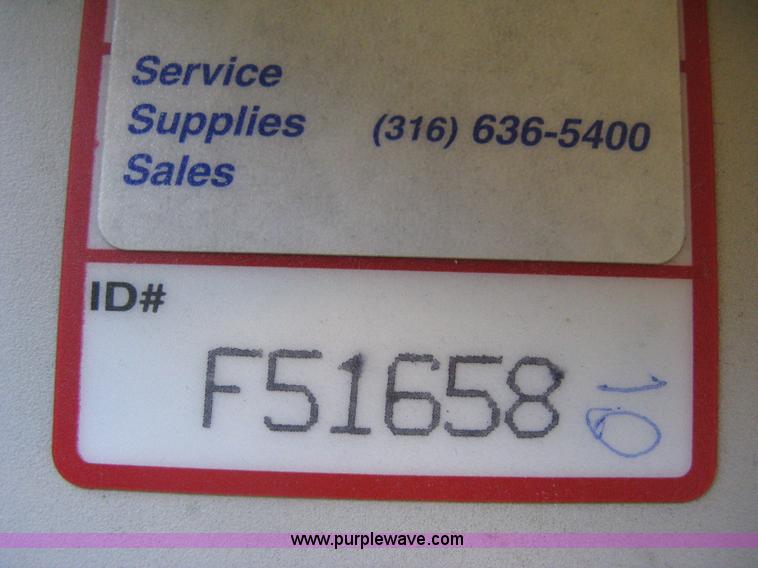 Service
Supplies (316) 636-5400
Sales
ID#
F51658
www.purplewave.com